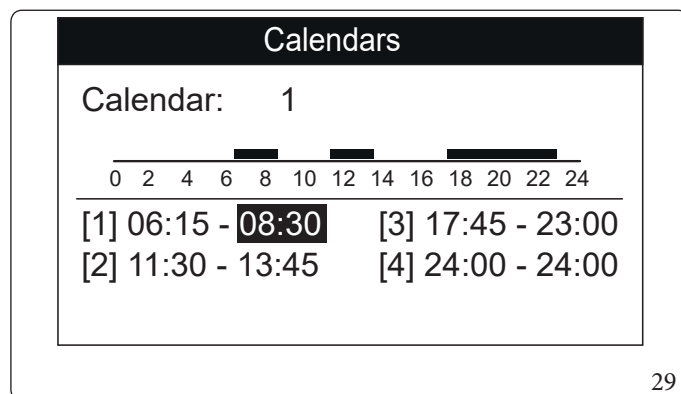 Calendars
Calendar: 1
0 2 4 6 8 10 12 14 16 18 20 22 24
[1] 06:15 - 08:30 [3] 17:45 - 23:00
[2] 11:30 - 13:45 [4] 24:00 - 24:00
29